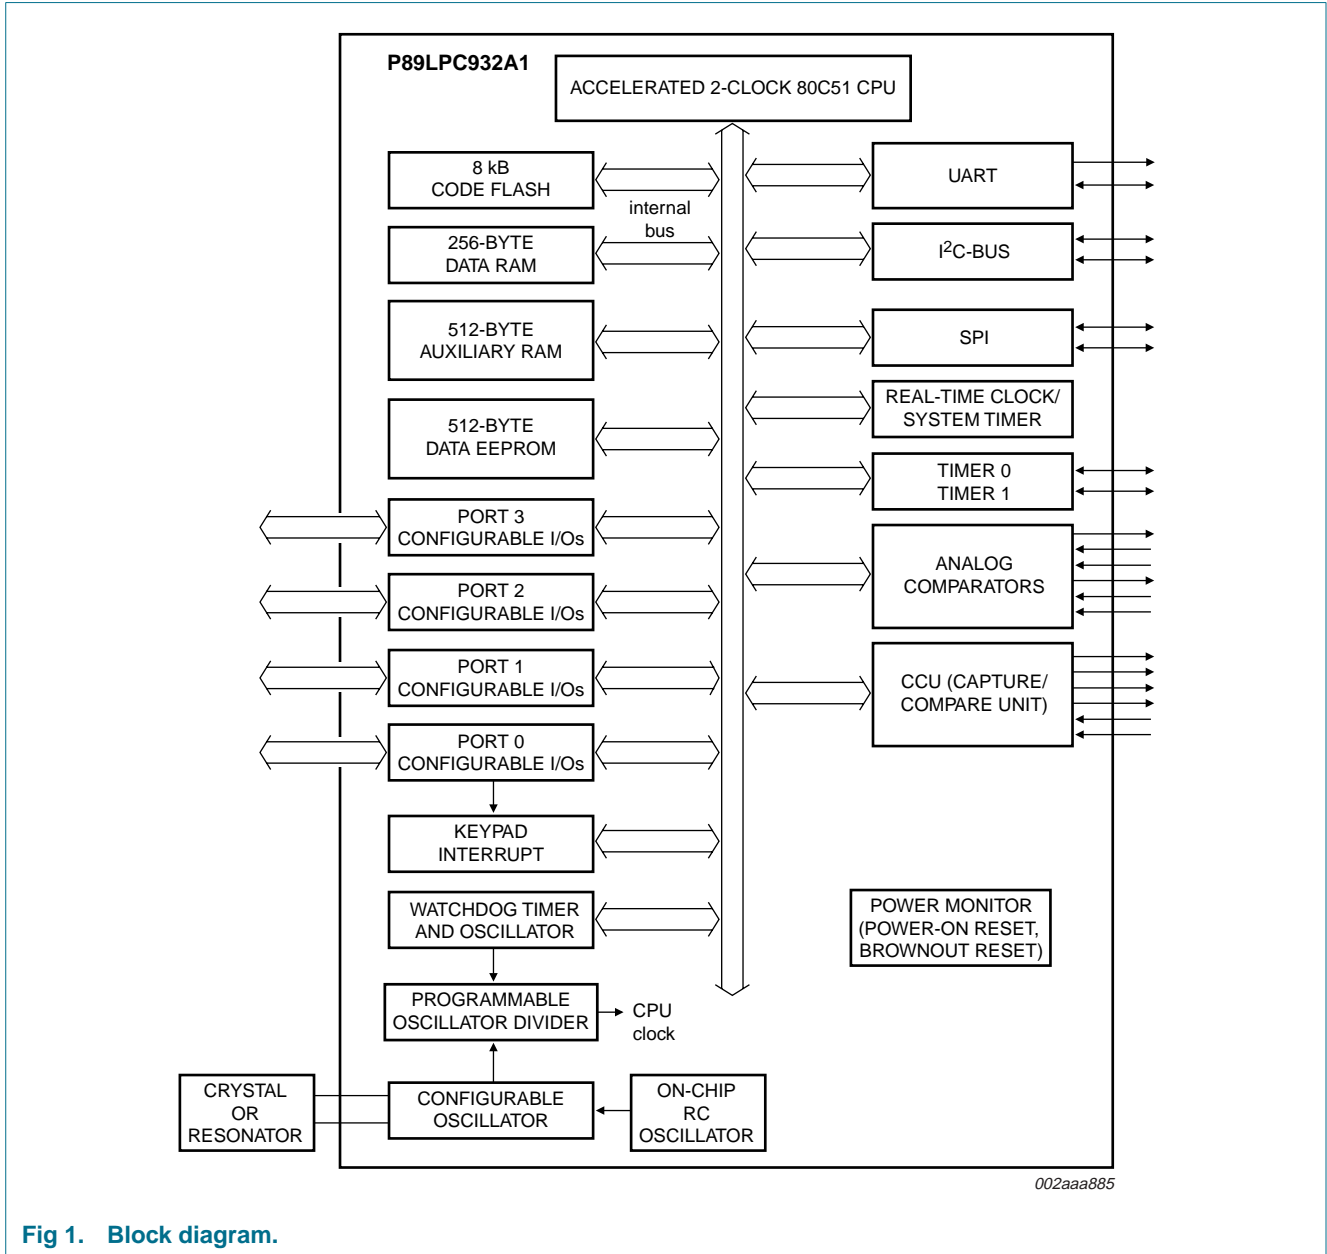 P89LPC932A1
ACCELERATED 2-CLOCK 80C51 CPU
8 kB
CODE FLASH
internal
bus
256-BYTE
DATA RAM
512-BYTE
AUXILIARY RAM
512-BYTE
DATA EEPROM
PORT 3
CONFIGURABLE I/Os
PORT 2
CONFIGURABLE I/Os
PORT 1
CONFIGURABLE I/Os
PORT 0
CONFIGURABLE I/Os
KEYPAD
INTERRUPT
WATCHDOG TIMER
AND OSCILLATOR
PROGRAMMABLE
OSCILLATOR DIVIDER
CPU
clock
CRYSTAL
OR
RESONATOR
CONFIGURABLE
OSCILLATOR
ON-CHIP
RC
OSCILLATOR
UART
I2C-BUS
SPI
REAL-TIME CLOCK/
SYSTEM TIMER
TIMER 0
TIMER 1
ANALOG
COMPARATORS
CCU (CAPTURE/
COMPARE UNIT)
POWER MONITOR
(POWER-ON RESET,
BROWNOUT RESET)
002aaa885
Fig 1. Block diagram.